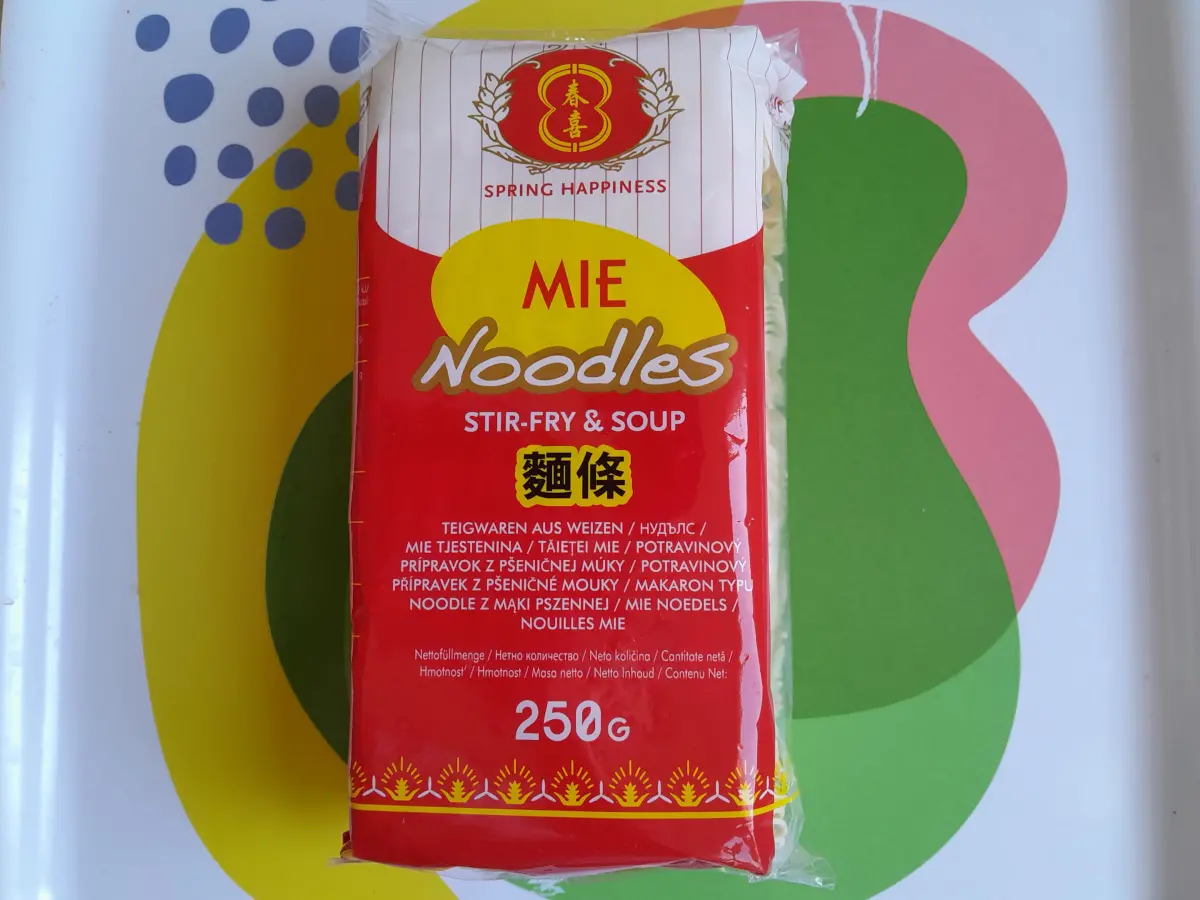 春
喜
SPRING HAPPINESS
MIE
Noodles
STIR-FRY & SOUP
麵條
TEIGWAREN AUS WEIZEN / НУДЪЛС /
MIE TJESTENINA / TĂIEŢEI MIE / POTRAVINOVÝ
PRÍPRAVOK Z PŠENIČNEJ MÚKY / POTRAVINOVÝ
PŘÍPRAVEK Z PŠENIČNÉ MOUKY / MAKARON TYPU
NOODLE Z MĄKI PSZENNEJ / MIE NOEDELS /
NOUILLES MIE
Nettofüllmenge / Нетно количество / Neto količina / Cantitate netă /
Hmotnosť / Hmotnost / Masa netto / Netto Inhoud / Contenu Net:
250G